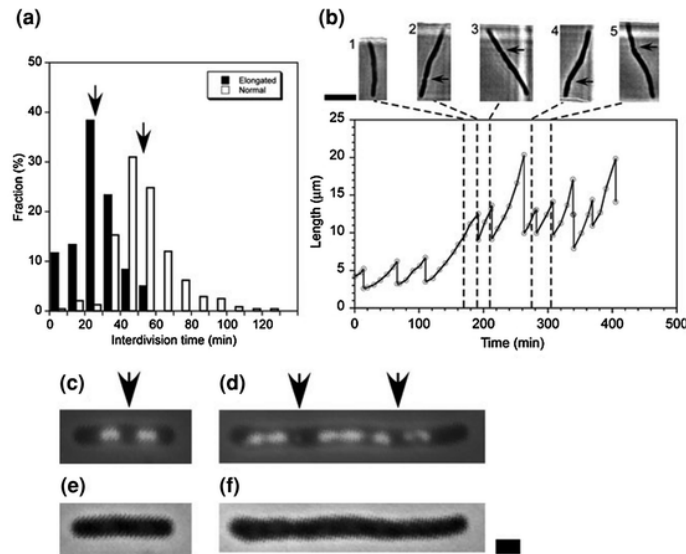 (a)
Elongated
Normal
Fraction (%)
50
40
30
20
10
0
0 20 40 60 80 100 120
Interdivision time (min)
(b)
1 2 3 4 5
Length (µm)
25
20
15
10
5
0
0 100 200 300 400 500
Time (min)
(c)
(d)
(e)
(f)